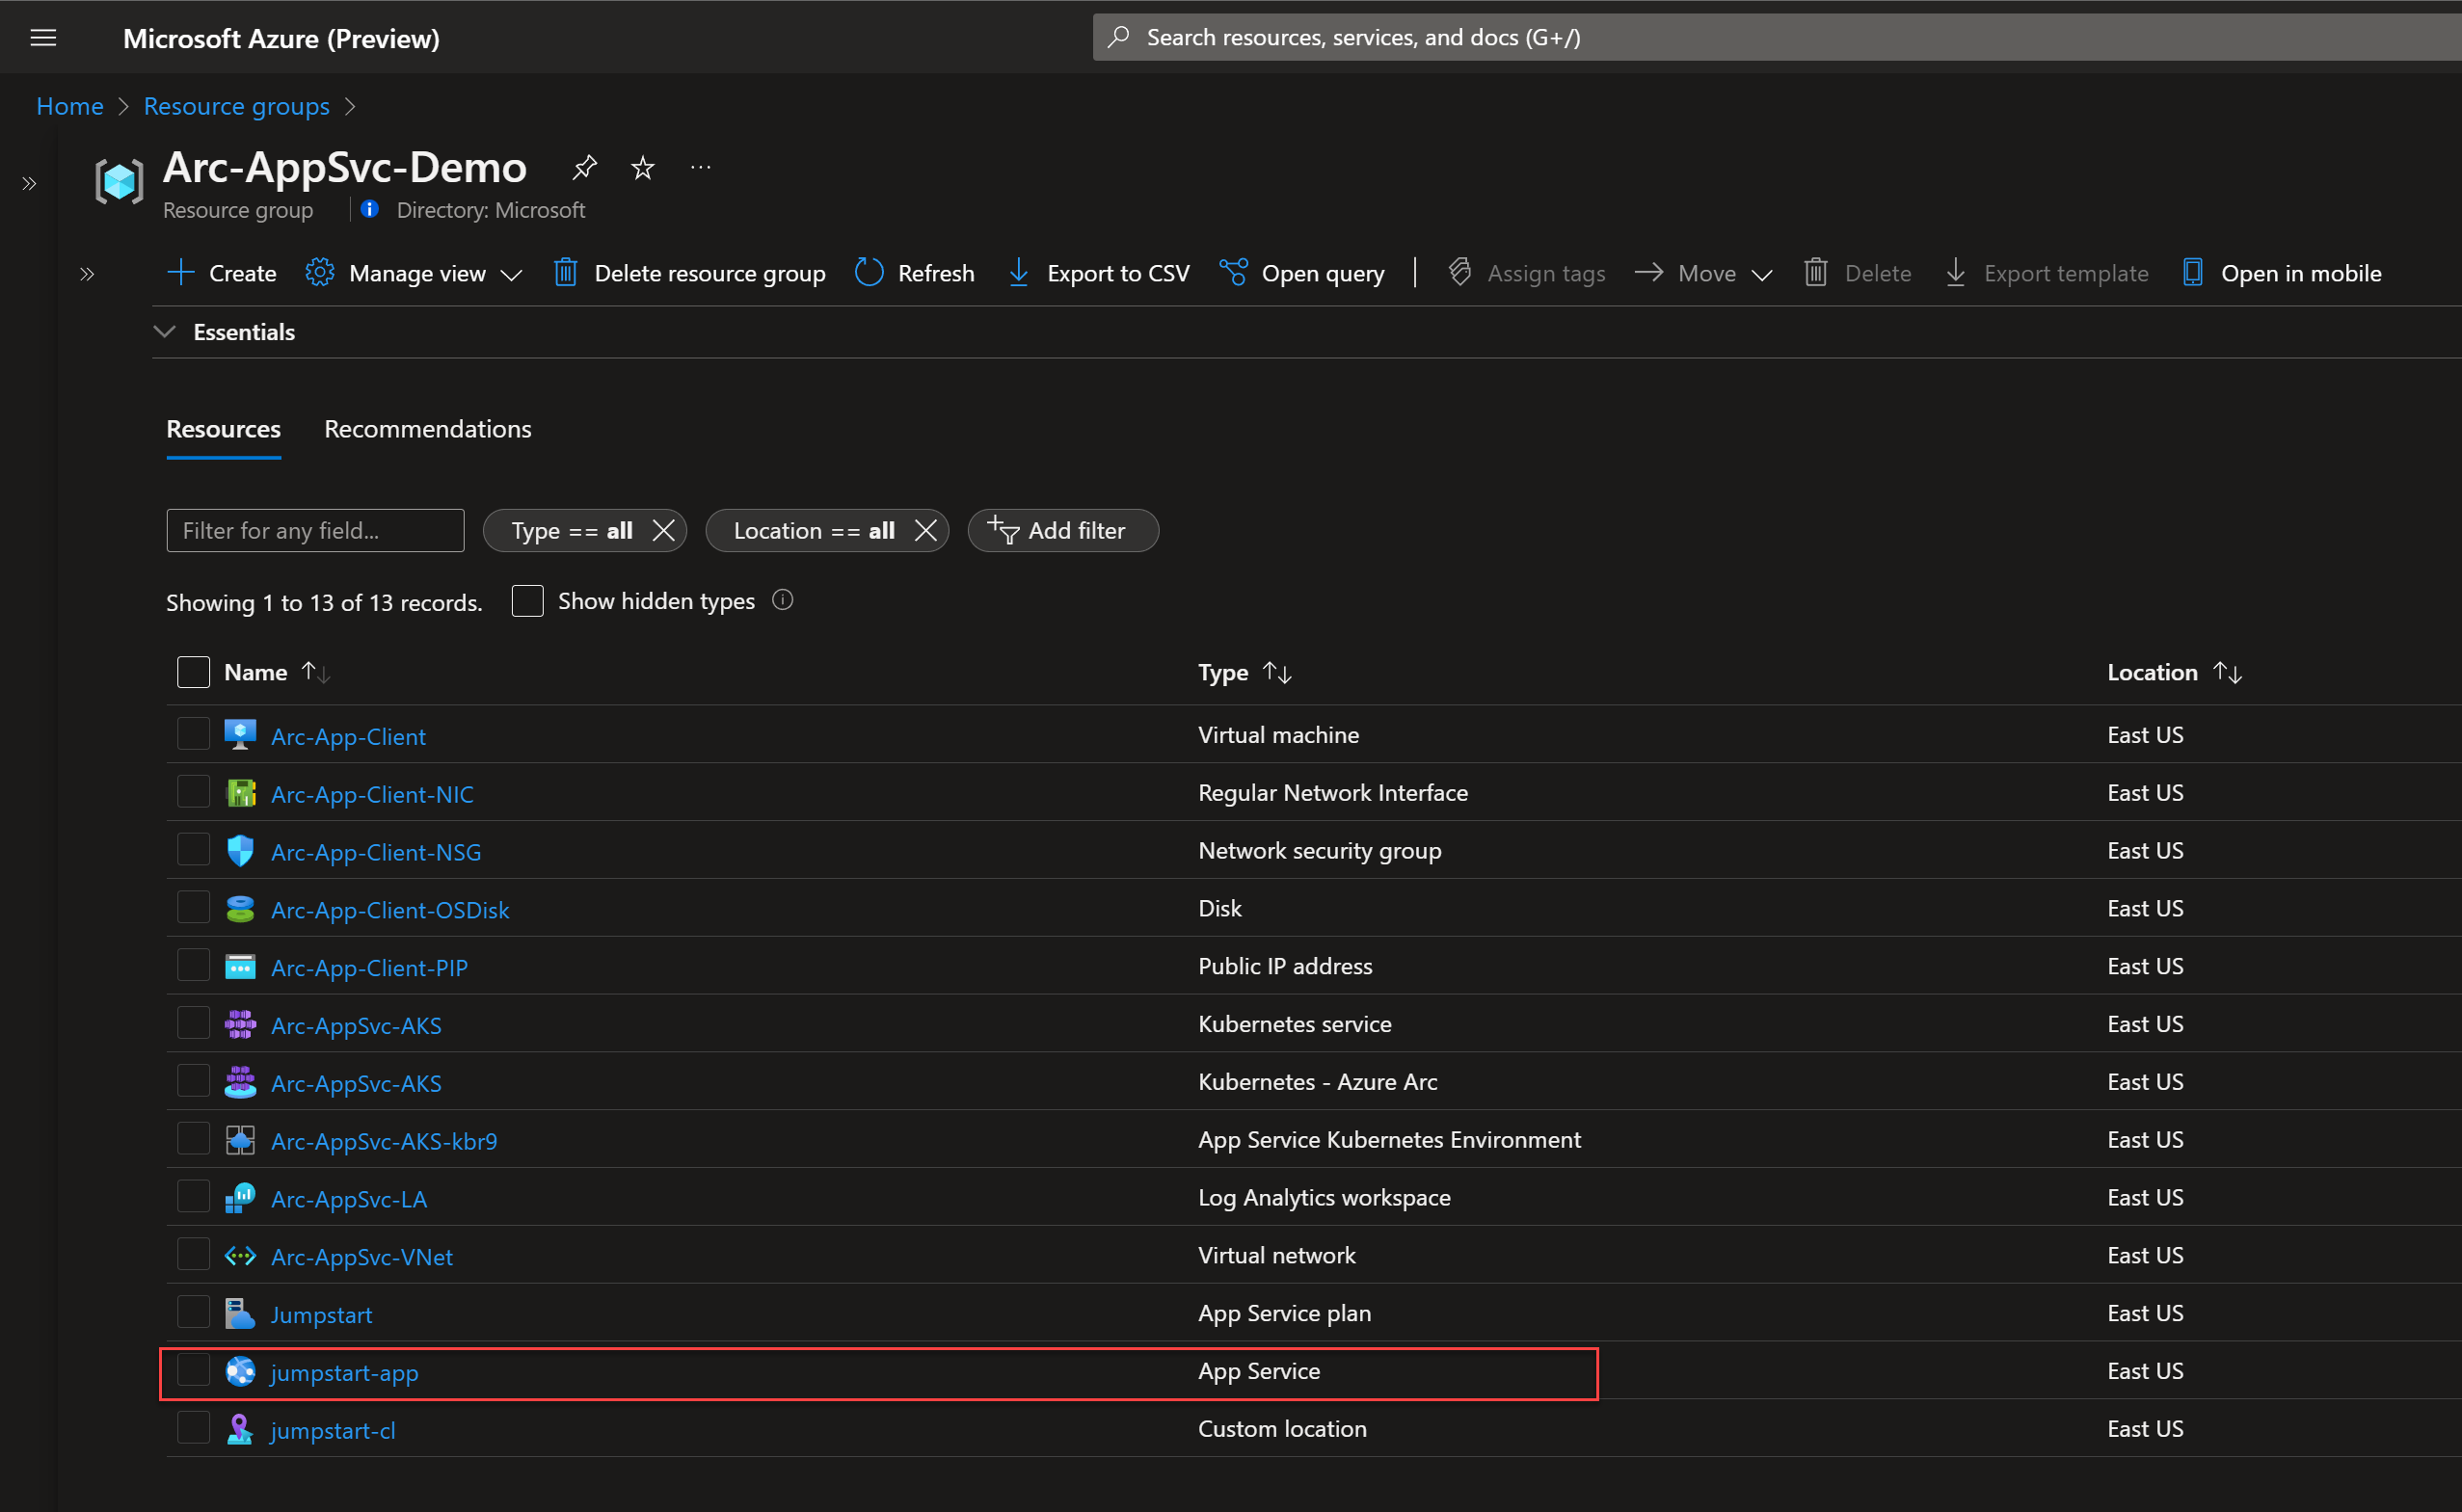 Microsoft Azure (Preview)
Search resources, services, and docs (G+/)
Home > Resource groups >
Arc-AppSvc-Demo
Resource group
Directory: Microsoft
Create Manage view Delete resource group Refresh Export to CSV Open query Assign tags Move Delete Export template Open in mobile
Essentials
Resources Recommendations
Filter for any field... Type == all Location == all Add filter
Showing 1 to 13 of 13 records. Show hidden types
Name Type Location
Arc-App-Client Virtual machine East US
Arc-App-Client-NIC Regular Network Interface East US
Arc-App-Client-NSG Network security group East US
Arc-App-Client-OSDisk Disk East US
Arc-App-Client-PIP Public IP address East US
Arc-AppSvc-AKS Kubernetes service East US
Arc-AppSvc-AKS Kubernetes - Azure Arc East US
Arc-AppSvc-AKS-kbr9 App Service Kubernetes Environment East US
Arc-AppSvc-LA Log Analytics workspace East US
Arc-AppSvc-VNet Virtual network East US
Jumpstart App Service plan East US
jumpstart-app App Service East US
jumpstart-cl Custom location East US